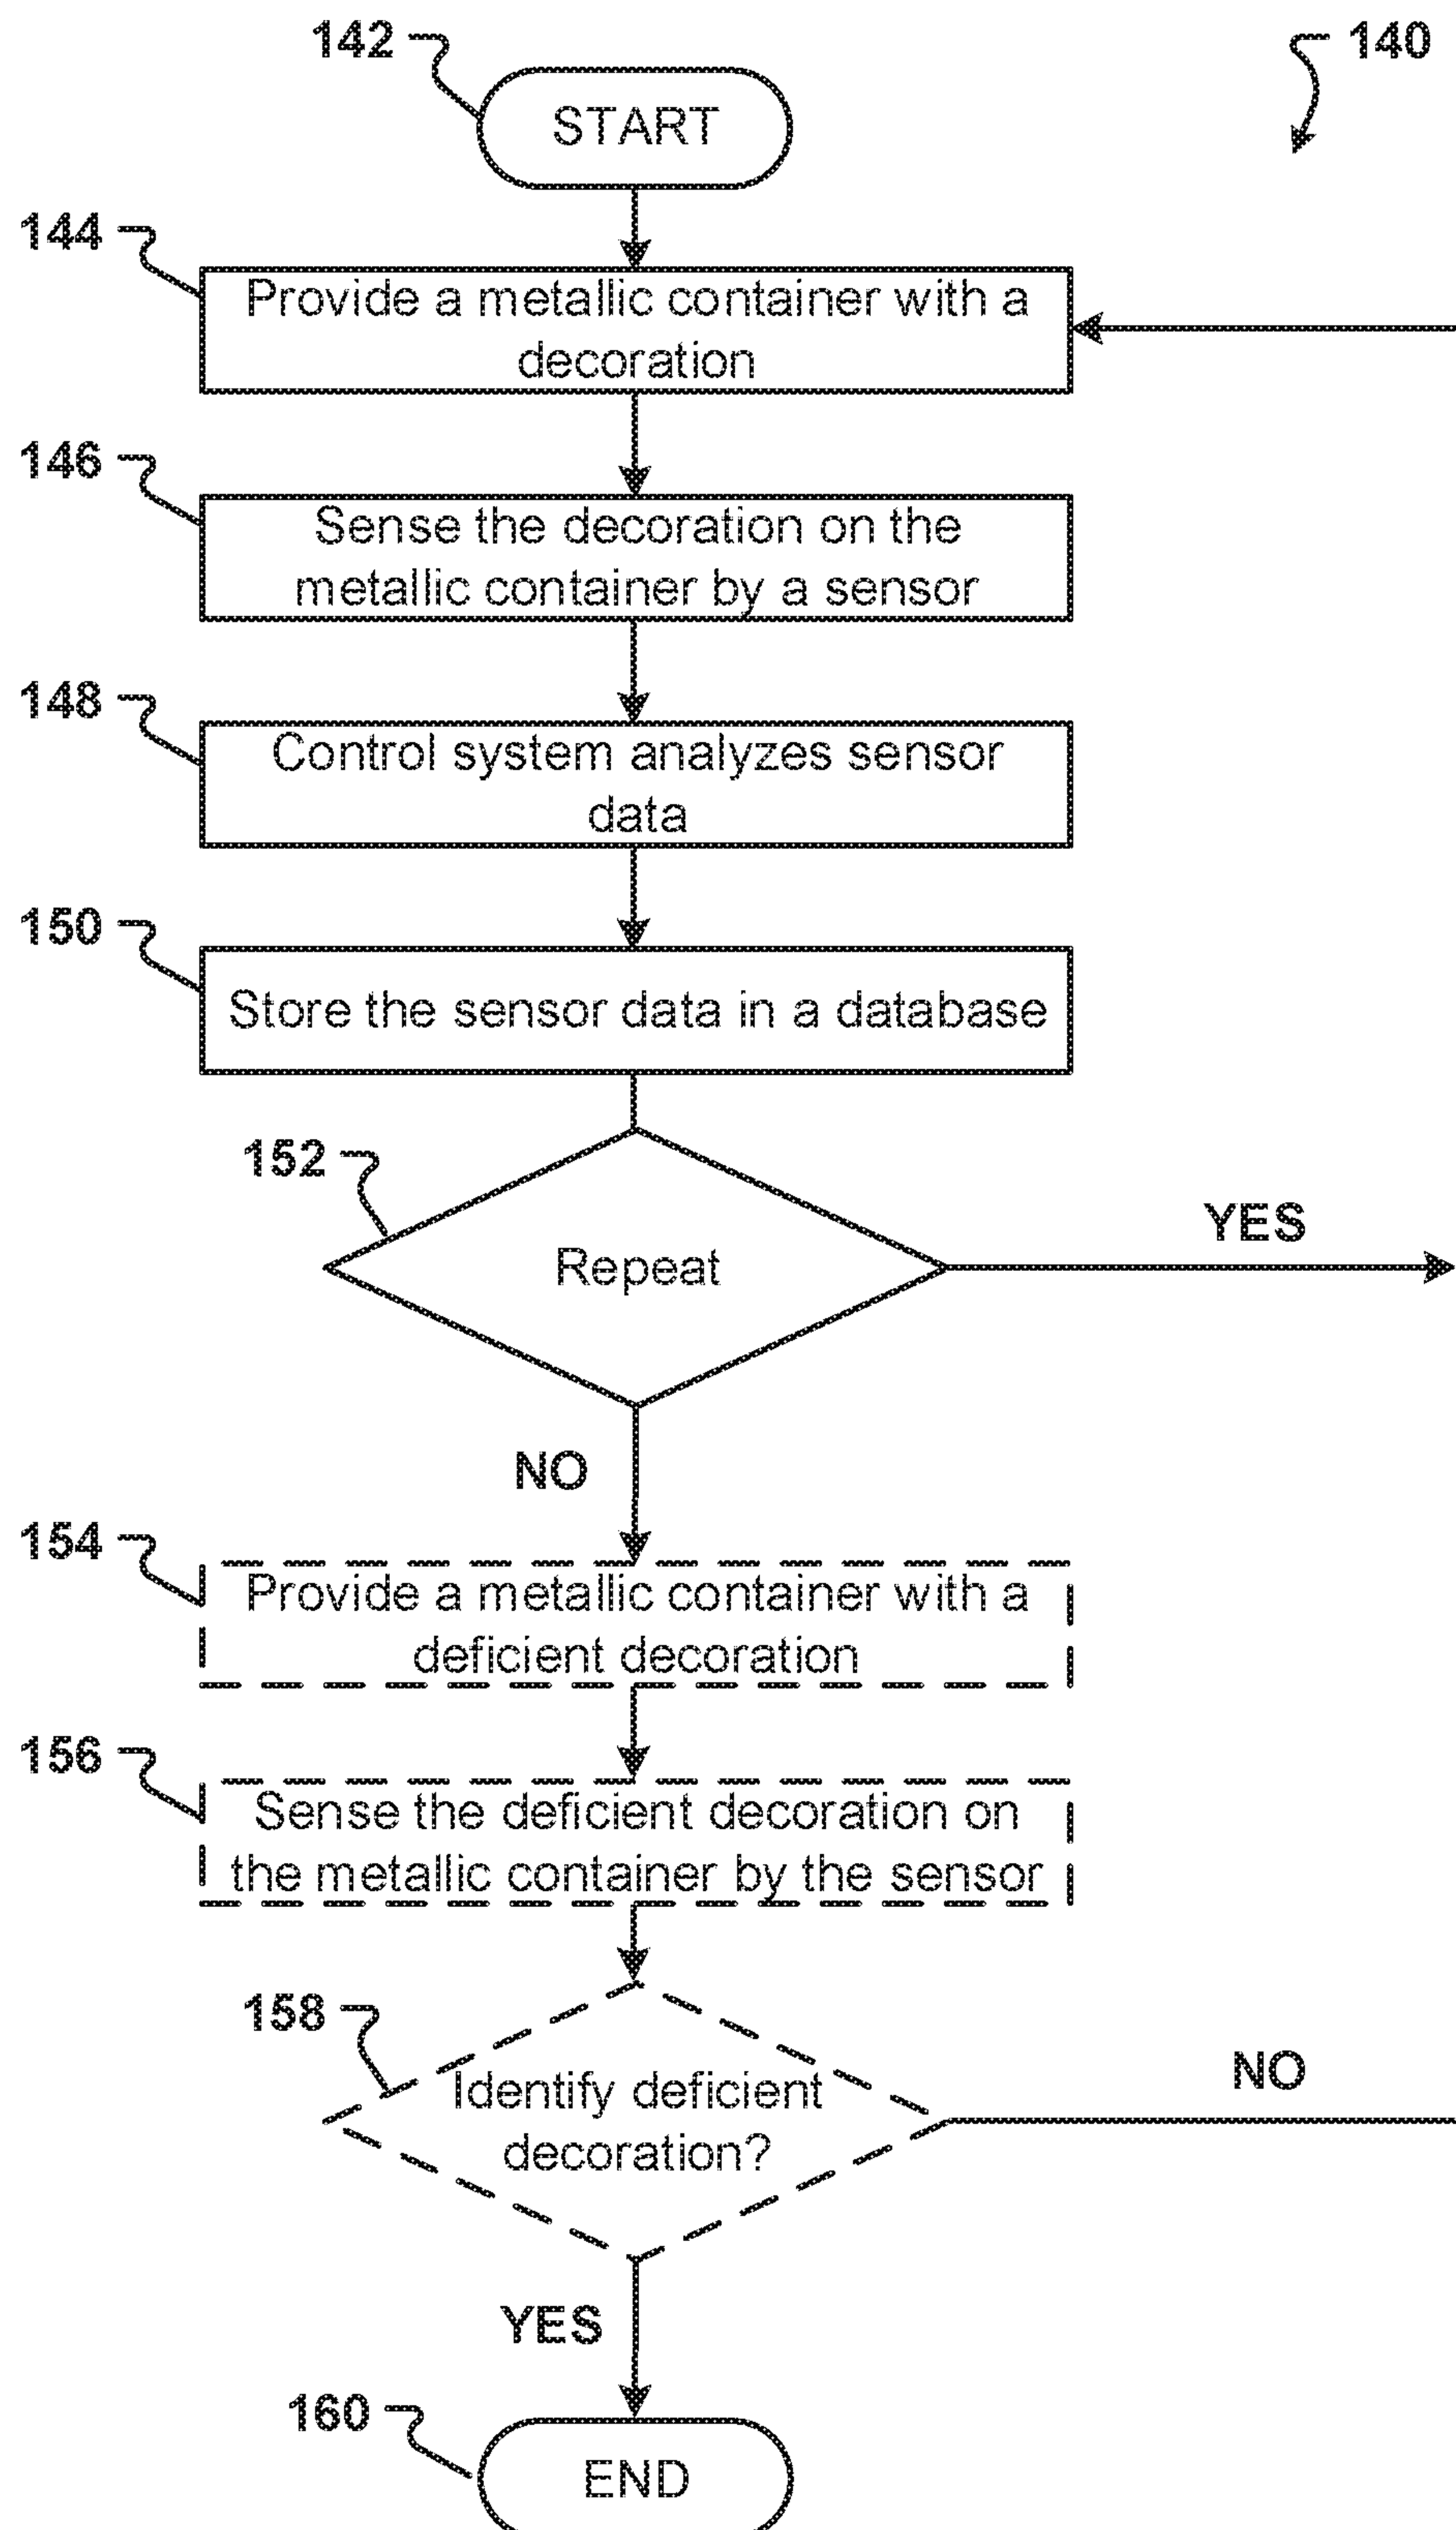 142
140
START
144
Provide a metallic container with a
decoration
146
Sense the decoration on the
metallic container by a sensor
148
Control system analyzes sensor
data
150
Store the sensor data in a database
152
YES
Repeat
NO
154
Provide a metallic container with a
deficient decoration
156
Sense the deficient decoration on
the metallic container by the sensor
158
NO
Identify deficient
decoration?
YES
160
END